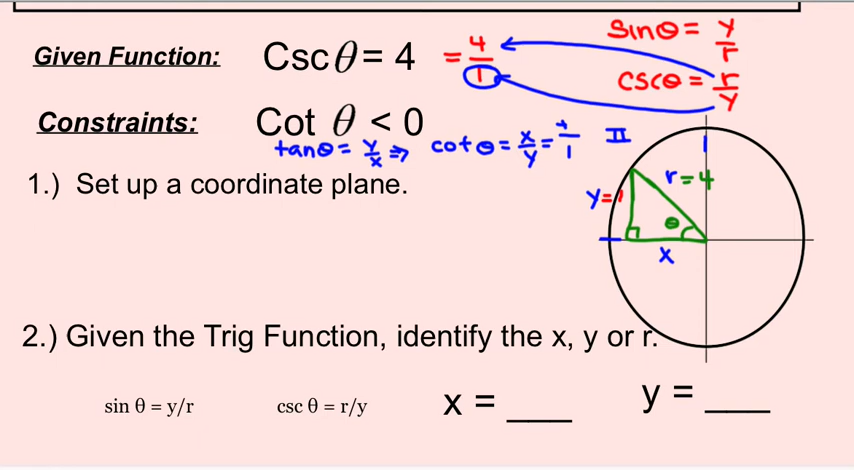 Given Function: Csc θ = 4 = 4/1 sin θ = y/r
csc θ = r/y
Constraints: Cot θ < 0
tan θ = y/x ⇒ cot θ = x/y = /1 II
1.) Set up a coordinate plane.
r = 4
y = 1
θ
x
2.) Given the Trig Function, identify the x, y or r.
sin θ = y/r csc θ = r/y x = ___ y = ___